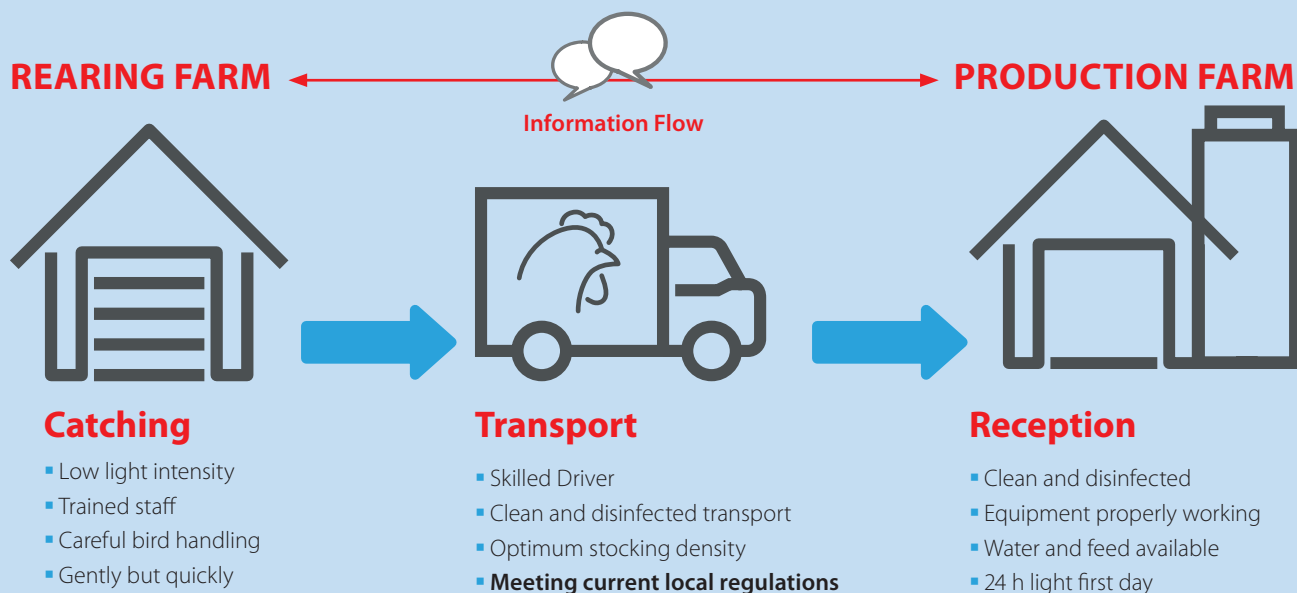 REARING FARM
PRODUCTION FARM
Information Flow
Catching
▪ Low light intensity
▪ Trained staff
▪ Careful bird handling
▪ Gently but quickly
Transport
▪ Skilled Driver
▪ Clean and disinfected transport
▪ Optimum stocking density
▪ Meeting current local regulations
Reception
▪ Clean and disinfected
▪ Equipment properly working
▪ Water and feed available
▪ 24 h light first day